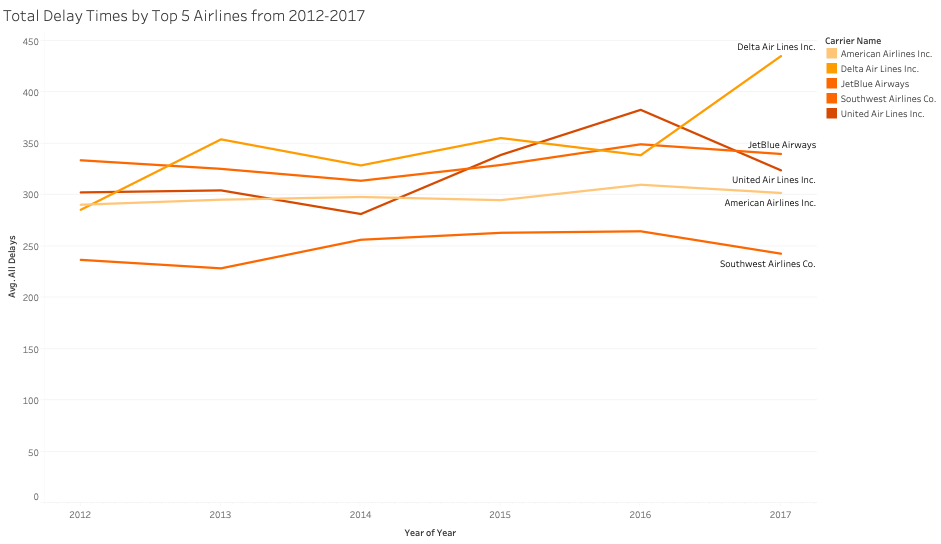 Total Delay Times by Top 5 Airlines from 2012-2017
Carrier Name
American Airlines Inc.
Delta Air Lines Inc.
JetBlue Airways
Southwest Airlines Co.
United Air Lines Inc.
Avg. All Delays
450
400
350
300
250
200
150
100
50
0
Delta Air Lines Inc.
JetBlue Airways
United Air Lines Inc.
American Airlines Inc.
Southwest Airlines Co.
2012 2013 2014 2015 2016 2017
Year of Year